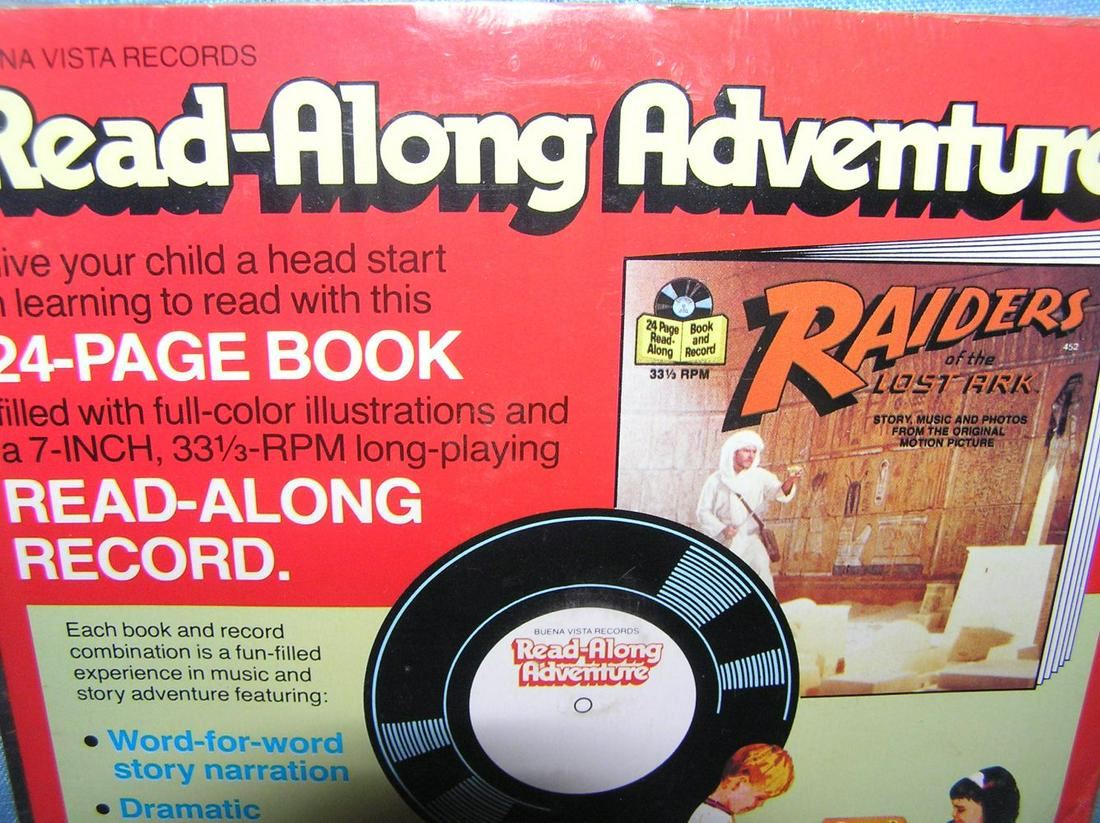 NA VISTA RECORDS
Read-Along Adventure
ive your child a head start
n learning to read with this
24-PAGE BOOK
filled with full-color illustrations and
a 7-INCH, 33⅓-RPM long-playing
READ-ALONG
RECORD.
Each book and record
combination is a fun-filled
experience in music and
story adventure featuring:
• Word-for-word
story narration
• Dramatic
24 Page
Read-
Along
Book
and
Record
33⅓ RPM
RAIDERS
of the
LOST ARK
452
STORY, MUSIC AND PHOTOS
FROM THE ORIGINAL
MOTION PICTURE
BUENA VISTA RECORDS
Read-Along
Adventure